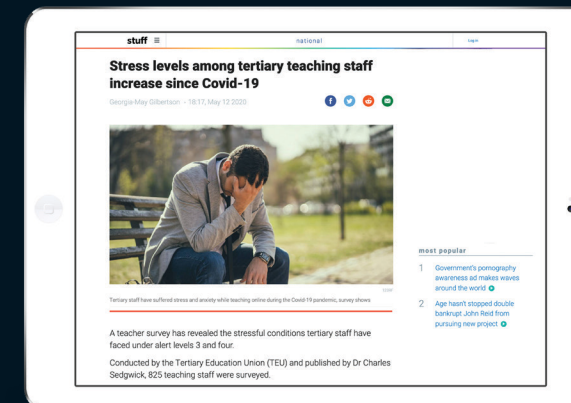 stuff
national
Log in
Stress levels among tertiary teaching staff
increase since Covid-19
Georgia-May Gilbertson - 18:17, May 12 2020
Tertiary staff have suffered stress and anxiety while teaching online during the Covid-19 pandemic, survey shows
A teacher survey has revealed the stressful conditions tertiary staff have
faced under alert levels 3 and four.
Conducted by the Tertiary Education Union (TEU) and published by Dr Charles
Sedgwick, 825 teaching staff were surveyed.
most popular
1 Government's pornography
awareness ad makes waves
around the world
2 Age hasn't stopped double
bankrupt John Reid from
pursuing new project